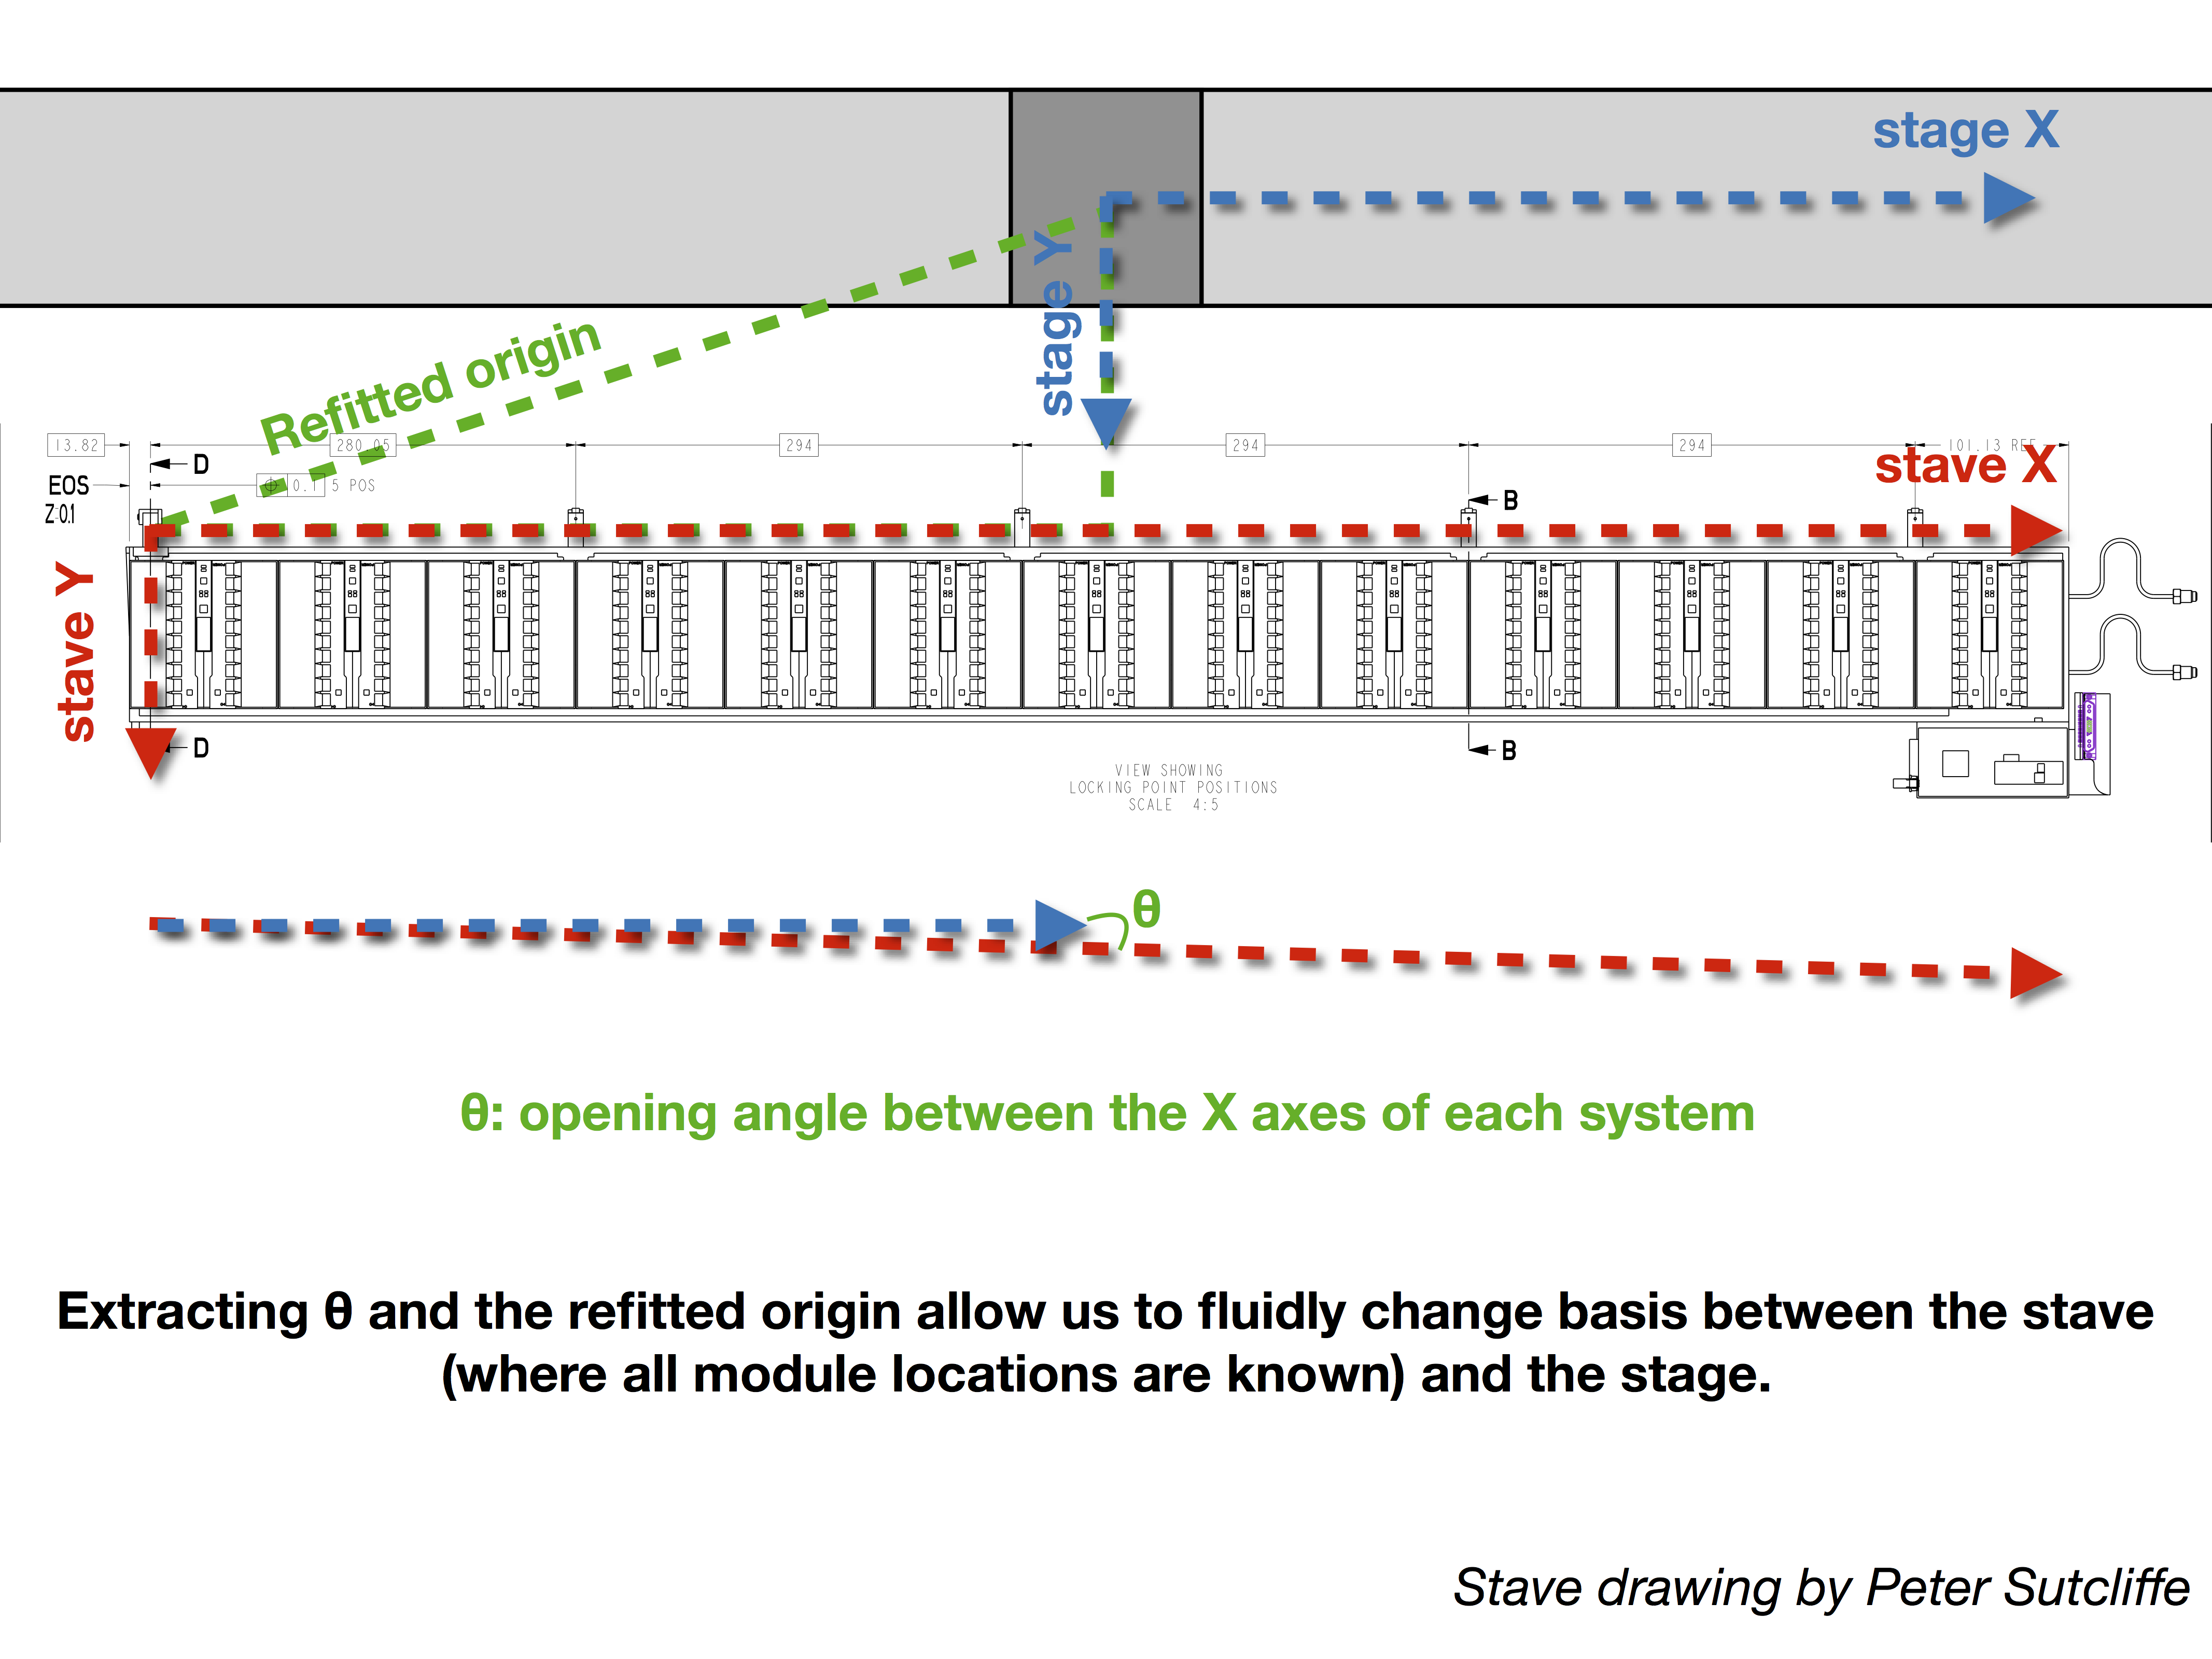 stage X
stage Y
Refitted origin
13.82
280.05
294
294
294
101.13 REF
stave X
D
EOS
5 POS
Z:0.1
B
stave Y
D
B
VIEW SHOWING
LOCKING POINT POSITIONS
SCALE 4:5
θ
θ: opening angle between the X axes of each system
Extracting θ and the refitted origin allow us to fluidly change basis between the stave
(where all module locations are known) and the stage.
Stave drawing by Peter Sutcliffe